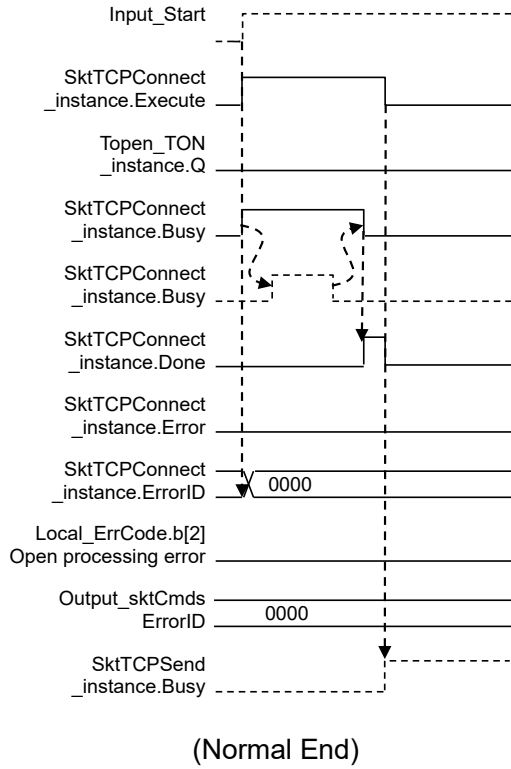 Input_Start
SktTCPConnect
_instance.Execute
Topen_TON
_instance.Q
SktTCPConnect
_instance.Busy
SktTCPConnect
_instance.Busy
SktTCPConnect
_instance.Done
SktTCPConnect
_instance.Error
SktTCPConnect
_instance.ErrorID
0000
Local_ErrCode.b[2]
Open processing error
Output_sktCmds
ErrorID
0000
SktTCPSend
_instance.Busy
(Normal End)